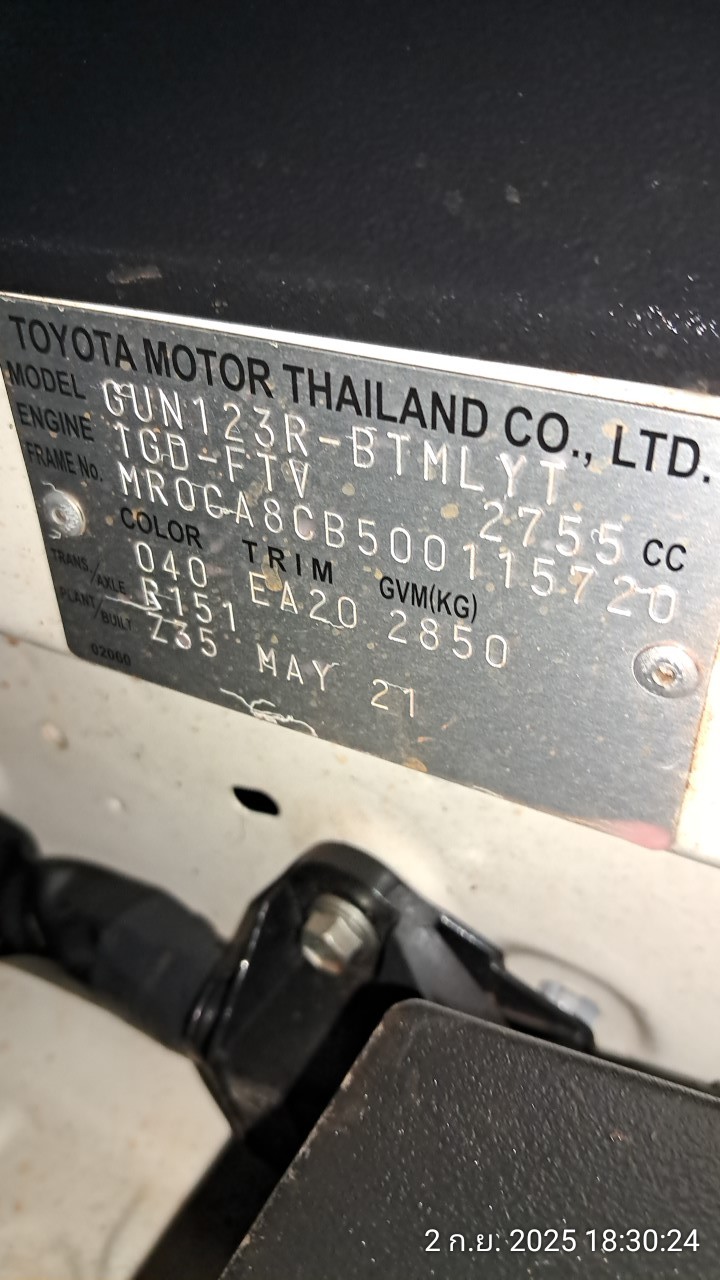 TOYOTA MOTOR THAILAND CO., LTD.
MODEL GUN123R-BTMLYT
ENGINE 1GD-FTV 2755 CC
FRAME No. MR0CA8CB500115720
COLOR TRIM GVM(KG)
040 EA20 2850
TRANS./AXLE R151
PLANT/BUILT Z35 MAY 21
02060
2 ก.ย. 2025 18:30:24